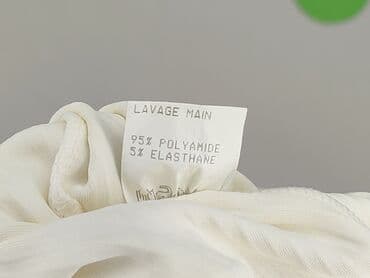 LAVAGE MAIN
95% POLYAMIDE
5% ELASTHANE